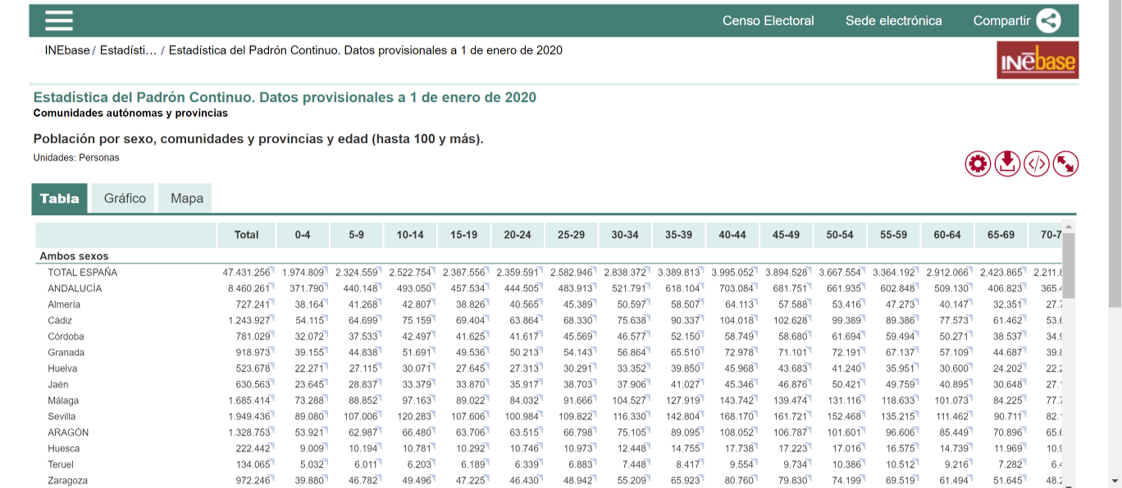 Censo Electoral Sede electrónica Compartir
INEbase / Estadísti... / Estadística del Padrón Continuo. Datos provisionales a 1 de enero de 2020
INEbase
Estadística del Padrón Continuo. Datos provisionales a 1 de enero de 2020
Comunidades autónomas y provincias
Población por sexo, comunidades y provincias y edad (hasta 100 y más).
Unidades: Personas
Tabla Gráfico Mapa
Total 0-4 5-9 10-14 15-19 20-24 25-29 30-34 35-39 40-44 45-49 50-54 55-59 60-64 65-69 70-7
Ambos sexos
TOTAL ESPAÑA 47.431.256 1.974.809 2.324.559 2.522.754 2.387.556 2.359.591 2.582.946 2.838.372 3.389.813 3.995.052 3.894.528 3.667.554 3.364.192 2.912.066 2.423.865 2.211.
ANDALUCÍA 8.460.261 371.790 440.148 493.050 457.534 444.505 483.913 521.791 618.104 703.084 681.751 661.935 602.848 509.130 406.823 365.
Almería 727.241 38.164 41.268 42.807 38.826 40.565 45.389 50.597 58.507 64.113 57.588 53.416 47.273 40.147 32.351 27.
Cádiz 1.243.927 54.115 64.699 75.159 69.404 63.864 68.330 75.638 90.337 104.018 102.628 99.389 89.386 77.573 61.462 53.
Córdoba 781.029 32.072 37.533 42.497 41.625 41.617 45.569 46.577 52.150 58.749 58.680 61.694 59.494 50.271 38.537 34.
Granada 918.973 39.155 44.838 51.691 49.536 50.213 54.143 56.864 65.510 72.978 71.101 72.191 67.137 57.109 44.687 39.
Huelva 523.678 22.271 27.115 30.071 27.645 27.313 30.291 33.352 39.850 45.968 43.683 41.240 35.951 30.600 24.202 22.
Jaén 630.563 23.645 28.837 33.379 33.870 35.917 38.703 37.906 41.027 45.346 46.876 50.421 49.759 40.895 30.648 27.
Málaga 1.685.414 73.288 88.852 97.163 89.022 84.032 91.666 104.527 127.919 143.742 139.474 131.116 118.633 101.073 84.225 77.
Sevilla 1.949.436 89.080 107.006 120.283 107.606 100.984 109.822 116.330 142.804 168.170 161.721 152.468 135.215 111.462 90.711 82.
ARAGÓN 1.328.753 53.921 62.987 66.480 63.706 63.515 66.798 75.105 89.095 108.052 106.787 101.601 96.606 85.449 70.896 65.
Huesca 222.442 9.009 10.194 10.781 10.292 10.746 10.973 12.448 14.755 17.738 17.223 17.016 16.575 14.739 11.969 10.
Teruel 134.065 5.032 6.011 6.203 6.189 6.339 6.883 7.448 8.417 9.554 9.734 10.386 10.512 9.216 7.282 6.
Zaragoza 972.246 39.880 46.782 49.496 47.225 46.430 48.942 55.209 65.923 80.760 79.830 74.199 69.519 61.494 51.645 48.